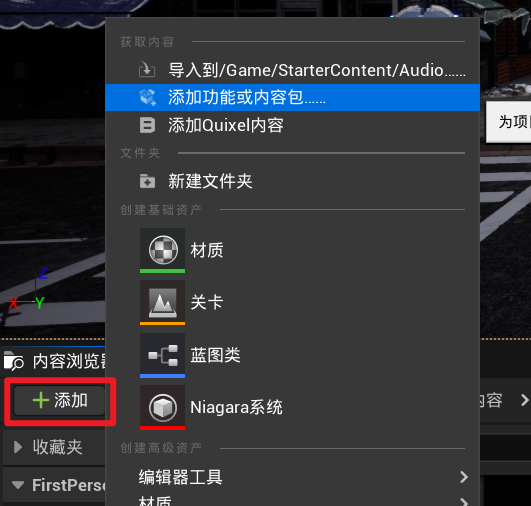 获取内容
导入到/Game/StarterContent/Audio......
添加功能或内容包......
为项
添加Quixel内容
文件夹
新建文件夹
创建基础资产
材质
Z
X
Y
关卡
内容浏览器
蓝图类
添加
Niagara系统
内容
收藏夹
创建高级资产
编辑器工具
FirstPerso
材质